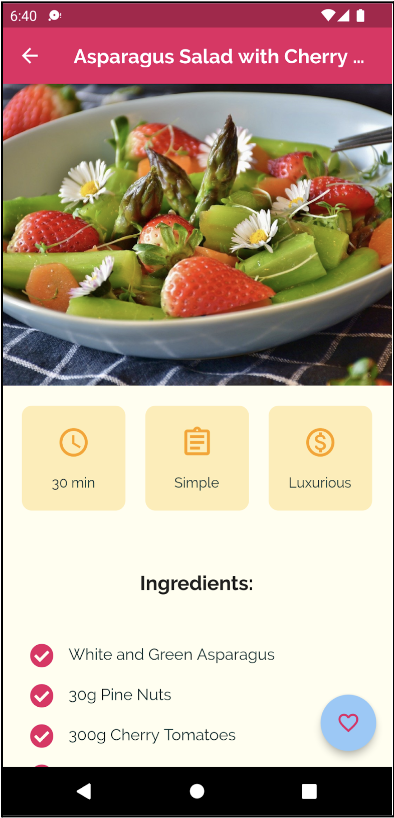 6:40
Asparagus Salad with Cherry ...
30 min
Simple
Luxurious
Ingredients:
White and Green Asparagus
30g Pine Nuts
300g Cherry Tomatoes